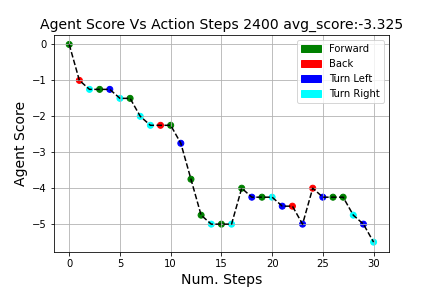 Agent Score Vs Action Steps 2400 avg_score:-3.325
Forward
Back
Turn Left
Turn Right
Agent Score
0
−1
−2
−3
−4
−5
0 5 10 15 20 25 30
Num. Steps